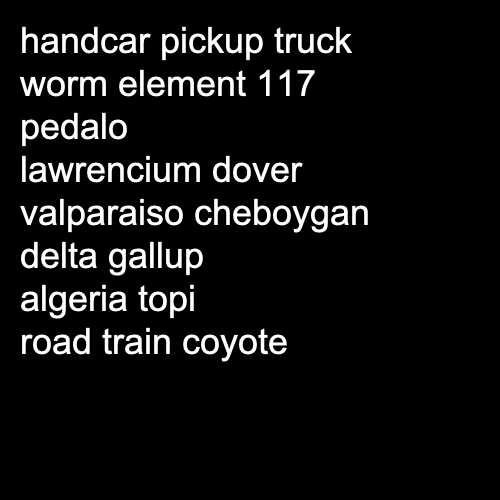 handcar pickup truck
worm element 117
pedalo
lawrencium dover
valparaiso cheboygan
delta gallup
algeria topi
road train coyote